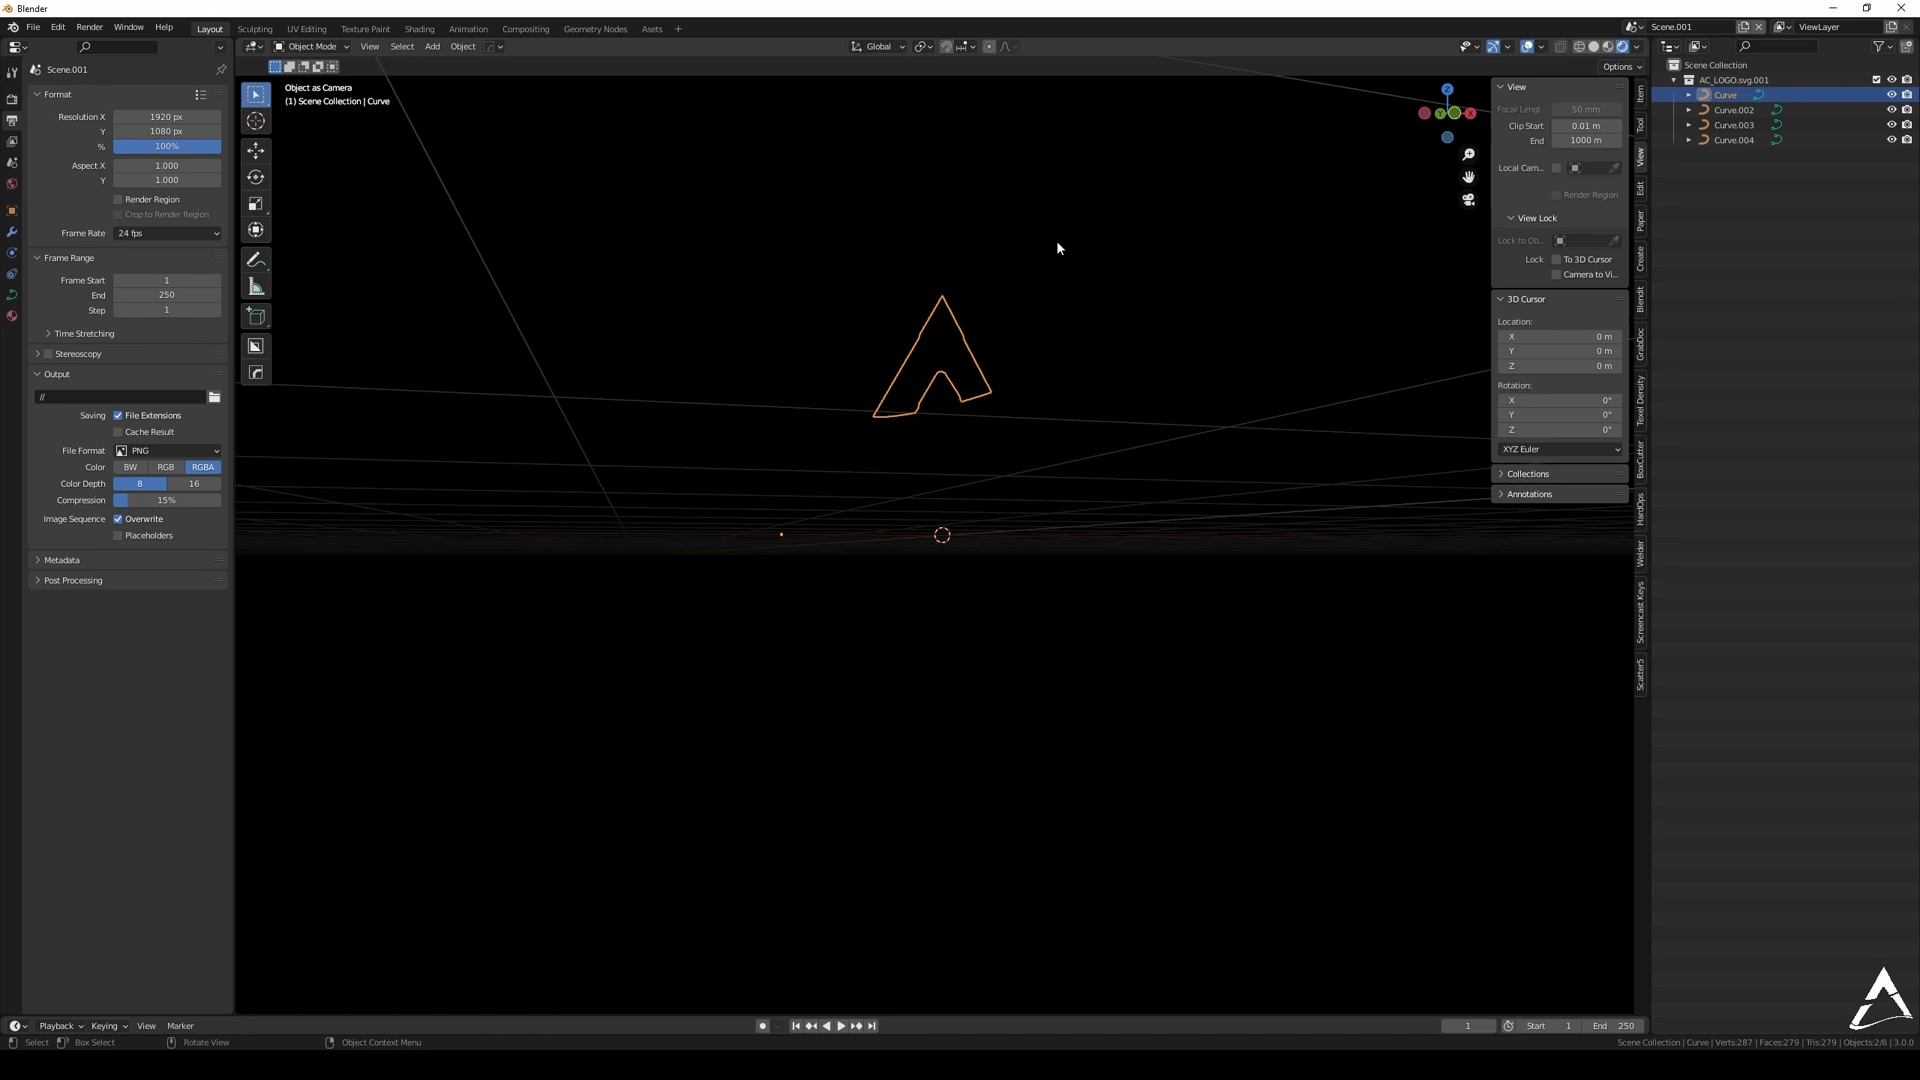 Blender
File Edit Render Window Help
Layout Sculpting UV Editing Texture Paint Shading Animation Compositing Geometry Nodes Assets +
Scene.001
ViewLayer
Object Mode View Select Add Object
Global
Options
Scene.001
Format
Resolution X 1920 px
Y 1080 px
% 100%
Aspect X 1.000
Y 1.000
Render Region
Crop to Render Region
Frame Rate 24 fps
Frame Range
Frame Start 1
End 250
Step 1
Time Stretching
Stereoscopy
Output
//
Saving File Extensions
Cache Result
File Format PNG
Color BW RGB RGBA
Color Depth 8 16
Compression 15%
Image Sequence Overwrite
Placeholders
Metadata
Post Processing
Object as Camera
(1) Scene Collection | Curve
Z
Y
X
View
Focal Lengt 50 mm
Clip Start 0.01 m
End 1000 m
Local Cam...
Render Region
View Lock
Lock to Ob...
Lock To 3D Cursor
Camera to Vi...
3D Cursor
Location:
X 0 m
Y 0 m
Z 0 m
Rotation:
X 0°
Y 0°
Z 0°
XYZ Euler
Collections
Annotations
Item
Tool
View
Edit
Paper
Create
Blendit
GrabDoc
Texel Density
BoxCutter
HardOps
Welder
Screencast Keys
Scatter5
Scene Collection
AC_LOGO.svg.001
Curve
Curve.002
Curve.003
Curve.004
Playback Keying View Marker
1 Start 1 End 250
Select Box Select Rotate View Object Context Menu
Scene Collection | Curve | Verts:287 | Faces:279 | Tris:279 | Objects:2/8 | 3.0.0